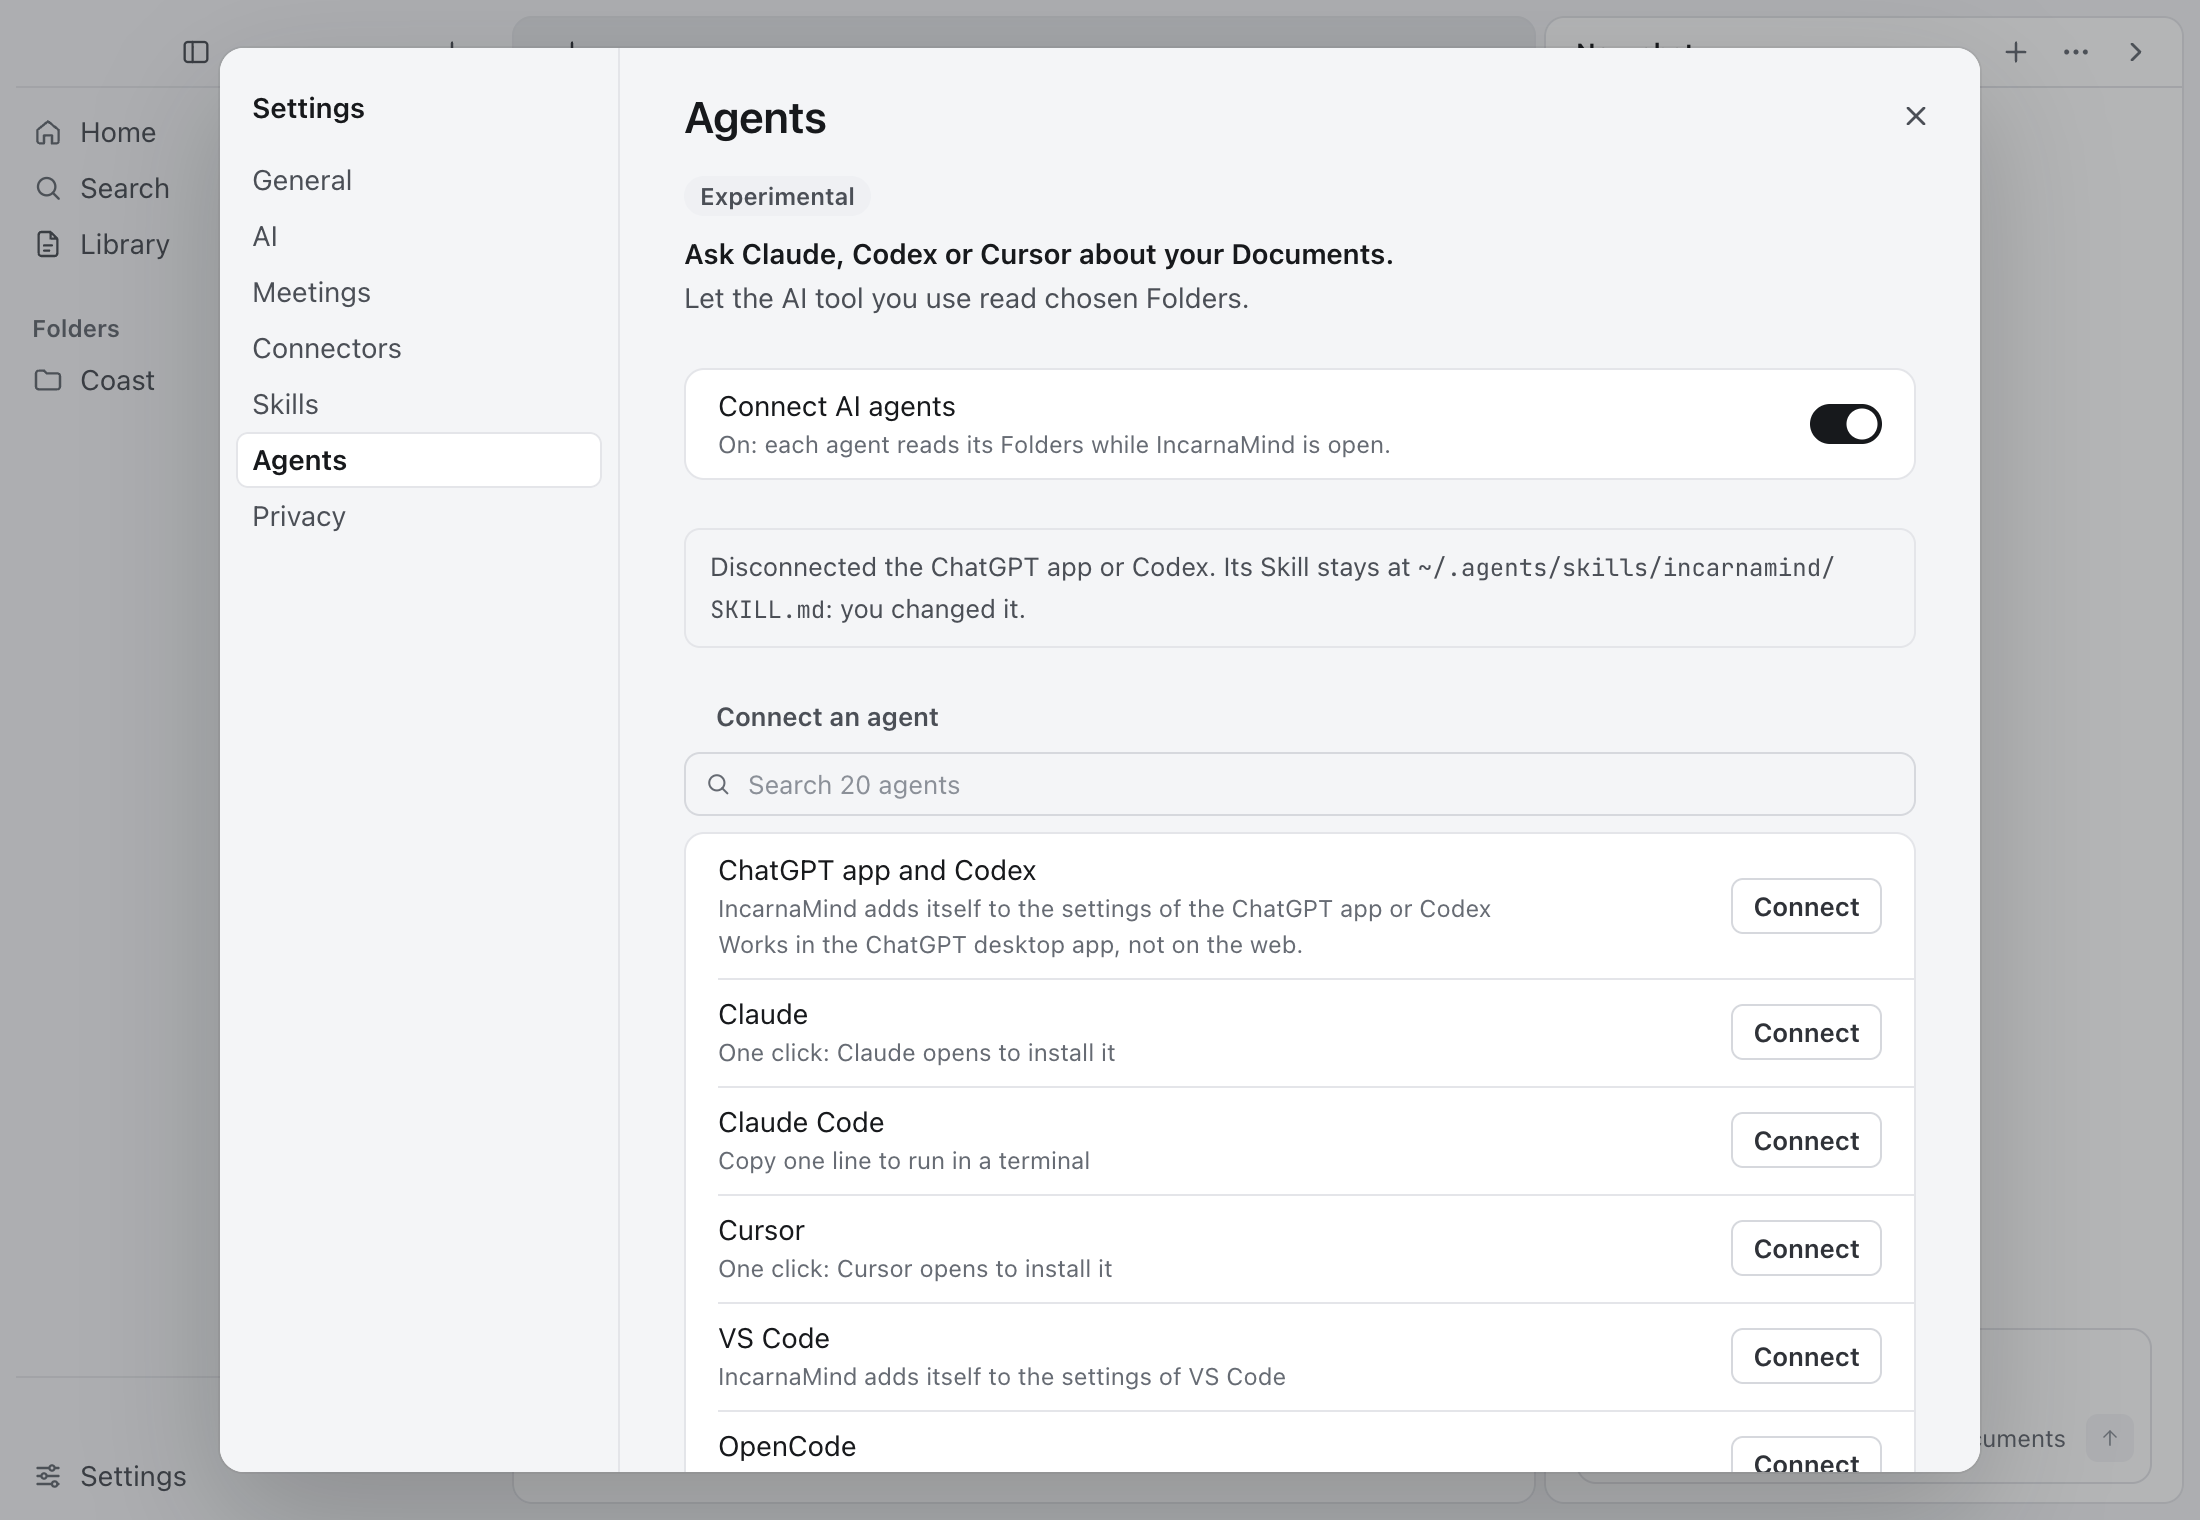 Settings
General
AI
Meetings
Connectors
Skills
Agents
Privacy
Agents
Experimental
Ask Claude, Codex or Cursor about your Documents.
Let the AI tool you use read chosen Folders.
Connect AI agents
On: each agent reads its Folders while IncarnaMind is open.
Disconnected the ChatGPT app or Codex. Its Skill stays at ~/.agents/skills/incarnamind/
SKILL.md: you changed it.
Connect an agent
Search 20 agents
ChatGPT app and Codex
IncarnaMind adds itself to the settings of the ChatGPT app or Codex
Works in the ChatGPT desktop app, not on the web.
Connect
Claude
One click: Claude opens to install it
Connect
Claude Code
Copy one line to run in a terminal
Connect
Cursor
One click: Cursor opens to install it
Connect
VS Code
IncarnaMind adds itself to the settings of VS Code
Connect
OpenCode
Connect
Home
Search
Library
Folders
Coast
Settings